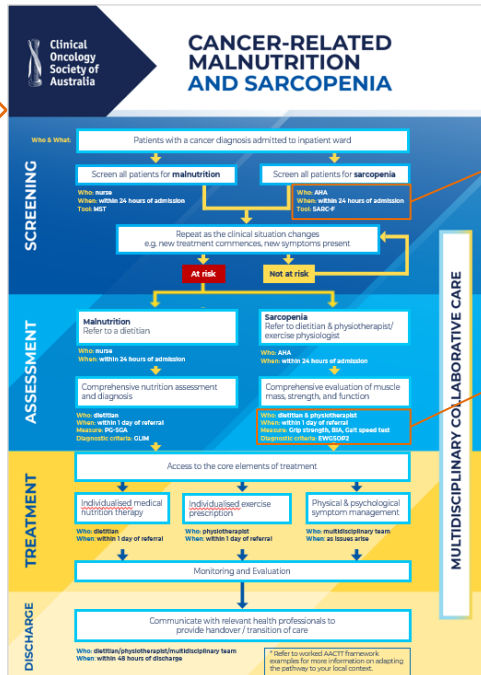 Clinical
Oncology
Society of
Australia
CANCER-RELATED
MALNUTRITION
AND SARCOPENIA
SCREENING
Who & What:
Patients with a cancer diagnosis admitted to inpatient ward
Screen all patients for malnutrition
Who: nurse
When: within 24 hours of admission
Tool: MST
Screen all patients for sarcopenia
Who: AHA
When: within 24 hours of admission
Tool: SARC-F
Repeat as the clinical situation changes
e.g. new treatment commences, new symptoms present
At risk
Not at risk
ASSESSMENT
Malnutrition
Refer to a dietitian
Who: nurse
When: within 24 hours of admission
Sarcopenia
Refer to dietitian & physiotherapist/
exercise physiologist
Who: AHA
When: within 24 hours of admission
Comprehensive nutrition assessment
and diagnosis
Who: dietitian
When: within 1 day of referral
Measure: PG-SGA
Diagnostic criteria: GLIM
Comprehensive evaluation of muscle
mass, strength, and function
Who: dietitian & physiotherapist
When: within 1 day of referral
Measure: Grip strength, BIA, Gait speed test
Diagnostic criteria: EWGSOP2
TREATMENT
Access to the core elements of treatment
Individualised medical
nutrition therapy
Who: dietitian
When: within 1 day of referral
Individualised exercise
prescription
Who: physiotherapist
When: within 1 day of referral
Physical & psychological
symptom management
Who: multidisciplinary team
When: as issues arise
Monitoring and Evaluation
DISCHARGE
Communicate with relevant health professionals to
provide handover / transition of care
Who: dietitian/physiotherapist/multidisciplinary team
When: within 48 hours of discharge
* Refer to worked AACTT framework
examples for more information on adapting
the pathway to your local context.
MULTIDISCIPLINARY COLLABORATIVE CARE